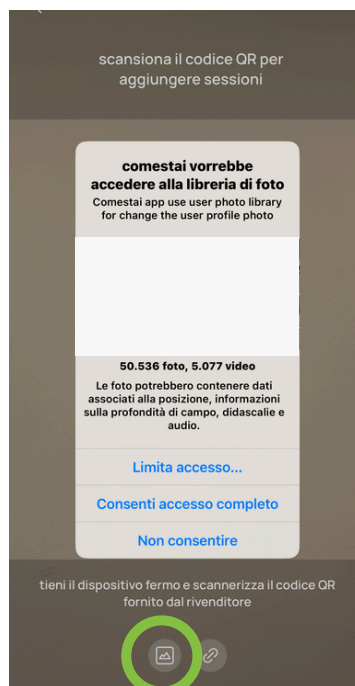 scansiona il codice QR per
aggiungere sessioni
comestai vorrebbe
accedere alla libreria di foto
Comestai app use user photo library
for change the user profile photo
50.536 foto, 5.077 video
Le foto potrebbero contenere dati
associati alla posizione, informazioni
sulla profondità di campo, didascalie e
audio.
Limita accesso...
Consenti accesso completo
Non consentire
tieni il dispositivo fermo e scannerizza il codice QR
fornito dal rivenditore